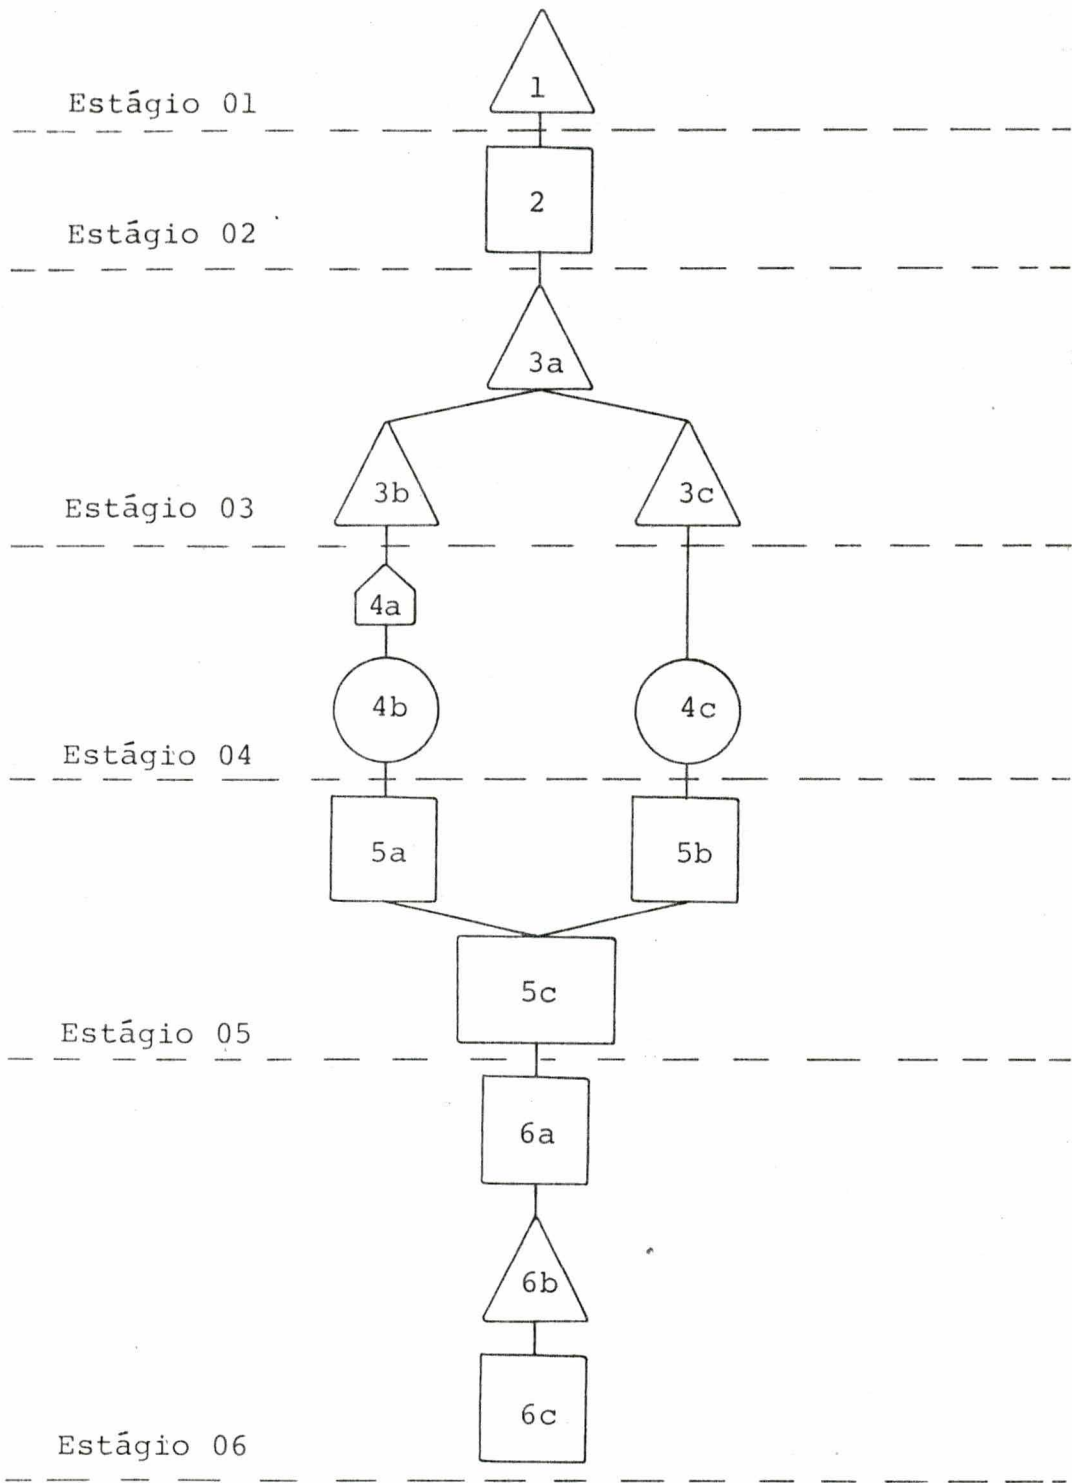 1
Estágio 01
2
Estágio 02
3a
3b 3c
Estágio 03
4a
4b 4c
Estágio 04
5a 5b
5c
Estágio 05
6a
6b
6c
Estágio 06